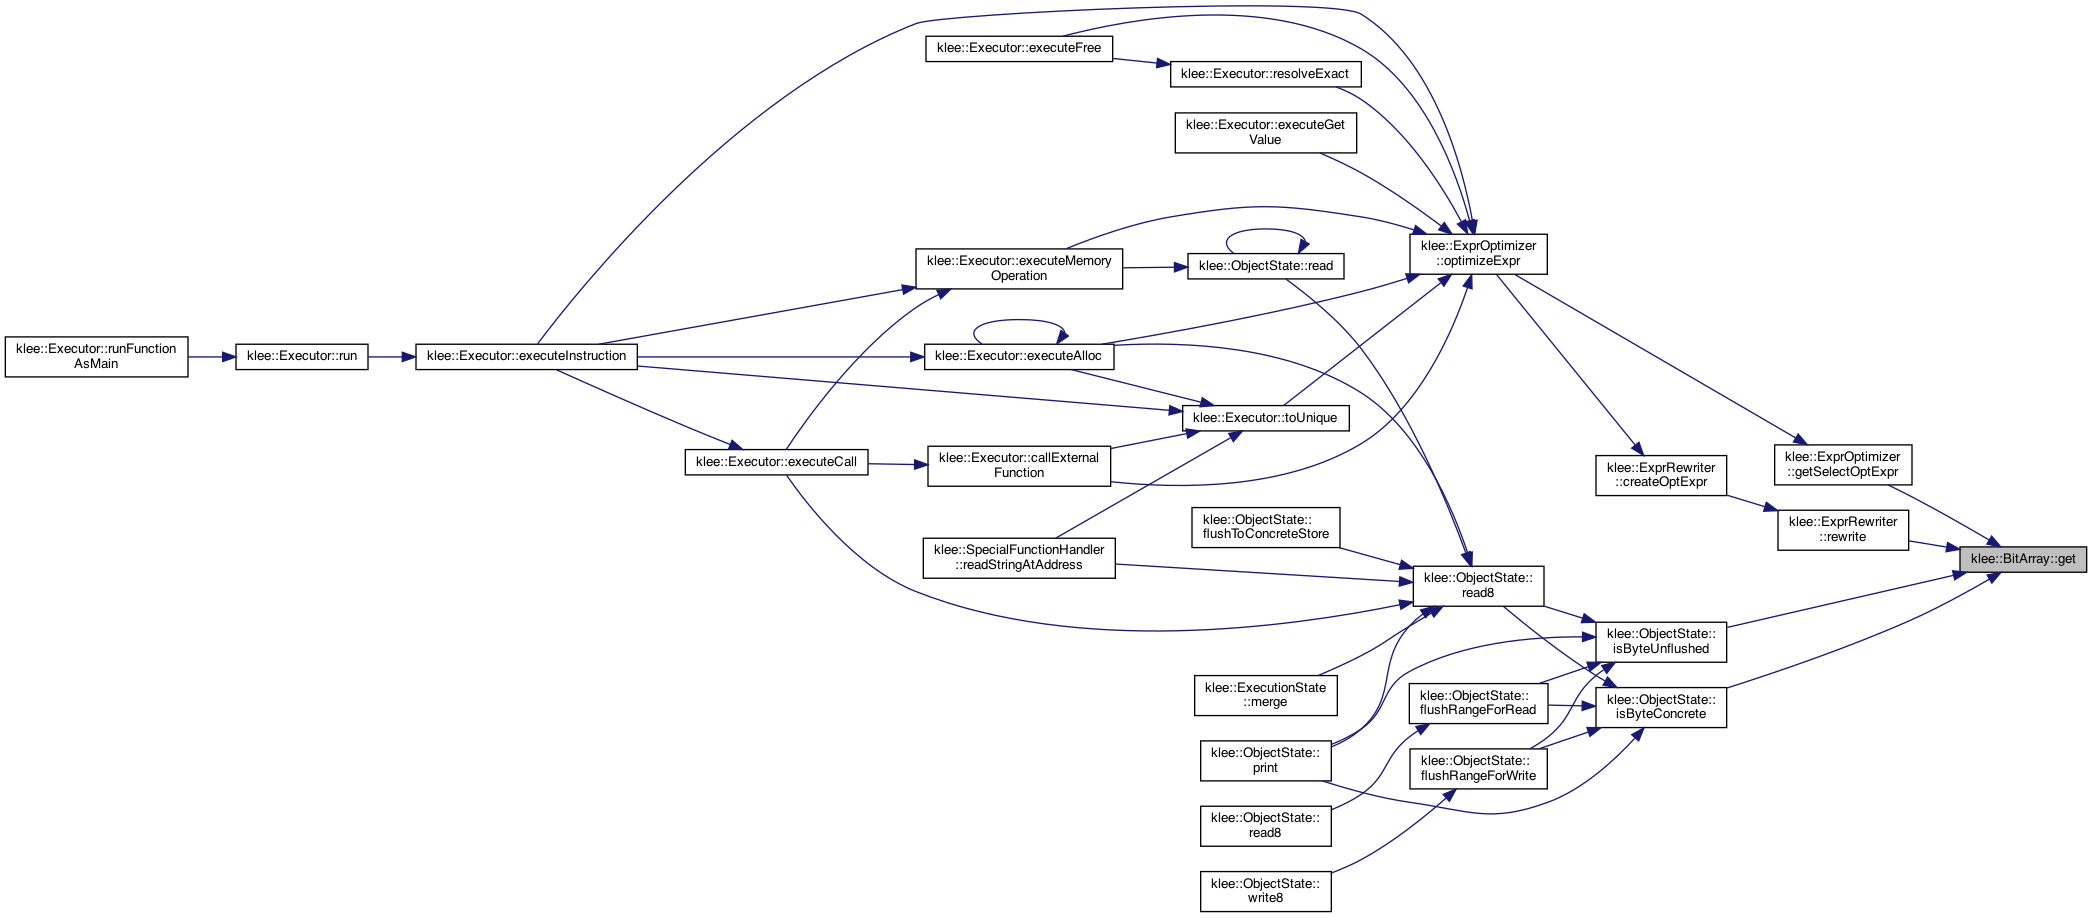 klee::Executor::executeFree
klee::Executor::resolveExact
klee::Executor::executeGet
Value
klee::ExprOptimizer
::optimizeExpr
klee::Executor::executeMemory
Operation
klee::ObjectState::read
klee::Executor::runFunction
AsMain
klee::Executor::run
klee::Executor::executeInstruction
klee::Executor::executeAlloc
klee::Executor::toUnique
klee::Executor::executeCall
klee::Executor::callExternal
Function
klee::ExprRewriter
::createOptExpr
klee::ExprOptimizer
::getSelectOptExpr
klee::ObjectState::
flushToConcreteStore
klee::ExprRewriter
::rewrite
klee::SpecialFunctionHandler
::readStringAtAddress
klee::BitArray::get
klee::ObjectState::
read8
klee::ObjectState::
isByteUnflushed
klee::ExecutionState
::merge
klee::ObjectState::
flushRangeForRead
klee::ObjectState::
isByteConcrete
klee::ObjectState::
print
klee::ObjectState::
flushRangeForWrite
klee::ObjectState::
read8
klee::ObjectState::
write8